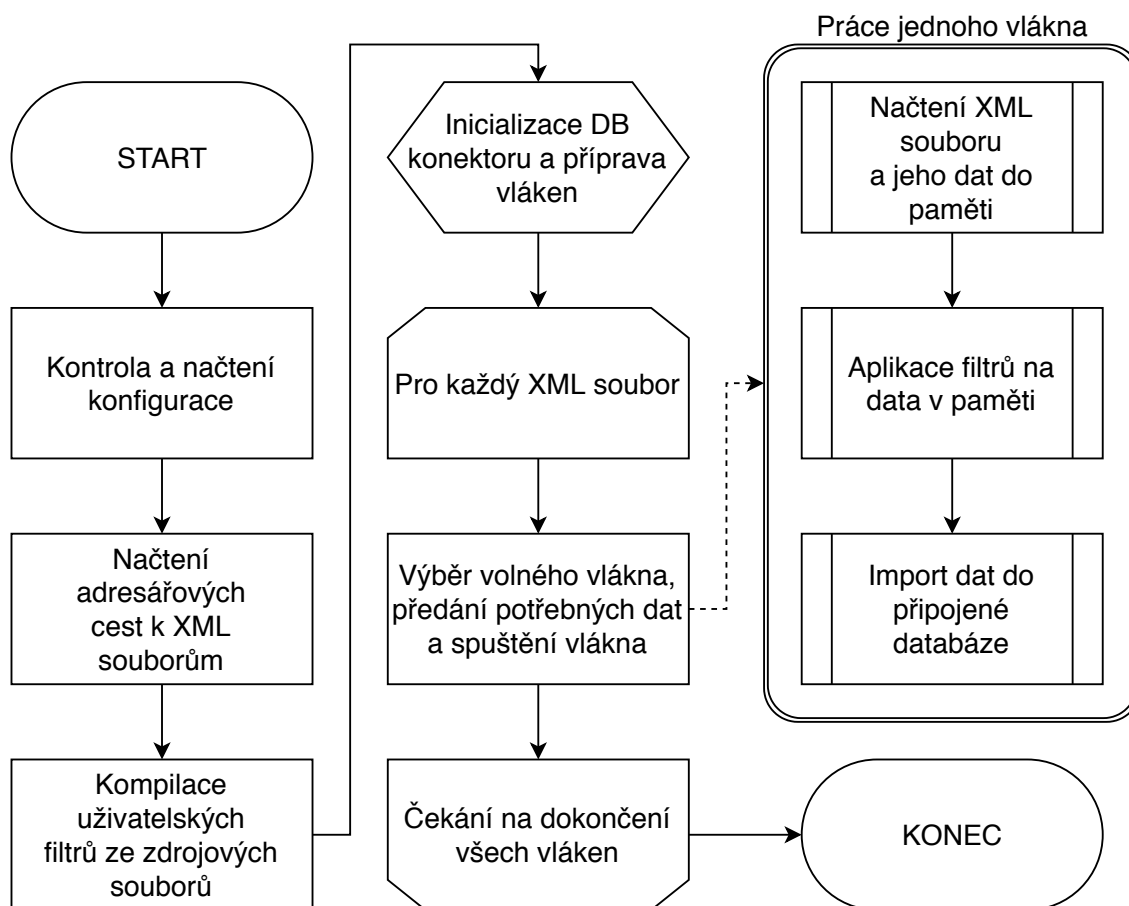 START
Kontrola a načtení
konfigurace
Načtení
adresářových
cest k XML
souborům
Kompilace
uživatelských
filtrů ze zdrojových
souborů
Inicializace DB
konektoru a příprava
vláken
Pro každý XML soubor
Výběr volného vlákna,
předání potřebných dat
a spuštění vlákna
Čekání na dokončení
všech vláken
Práce jednoho vlákna
Načtení XML
souboru
a jeho dat do
paměti
Aplikace filtrů na
data v paměti
Import dat do
připojené
databáze
KONEC